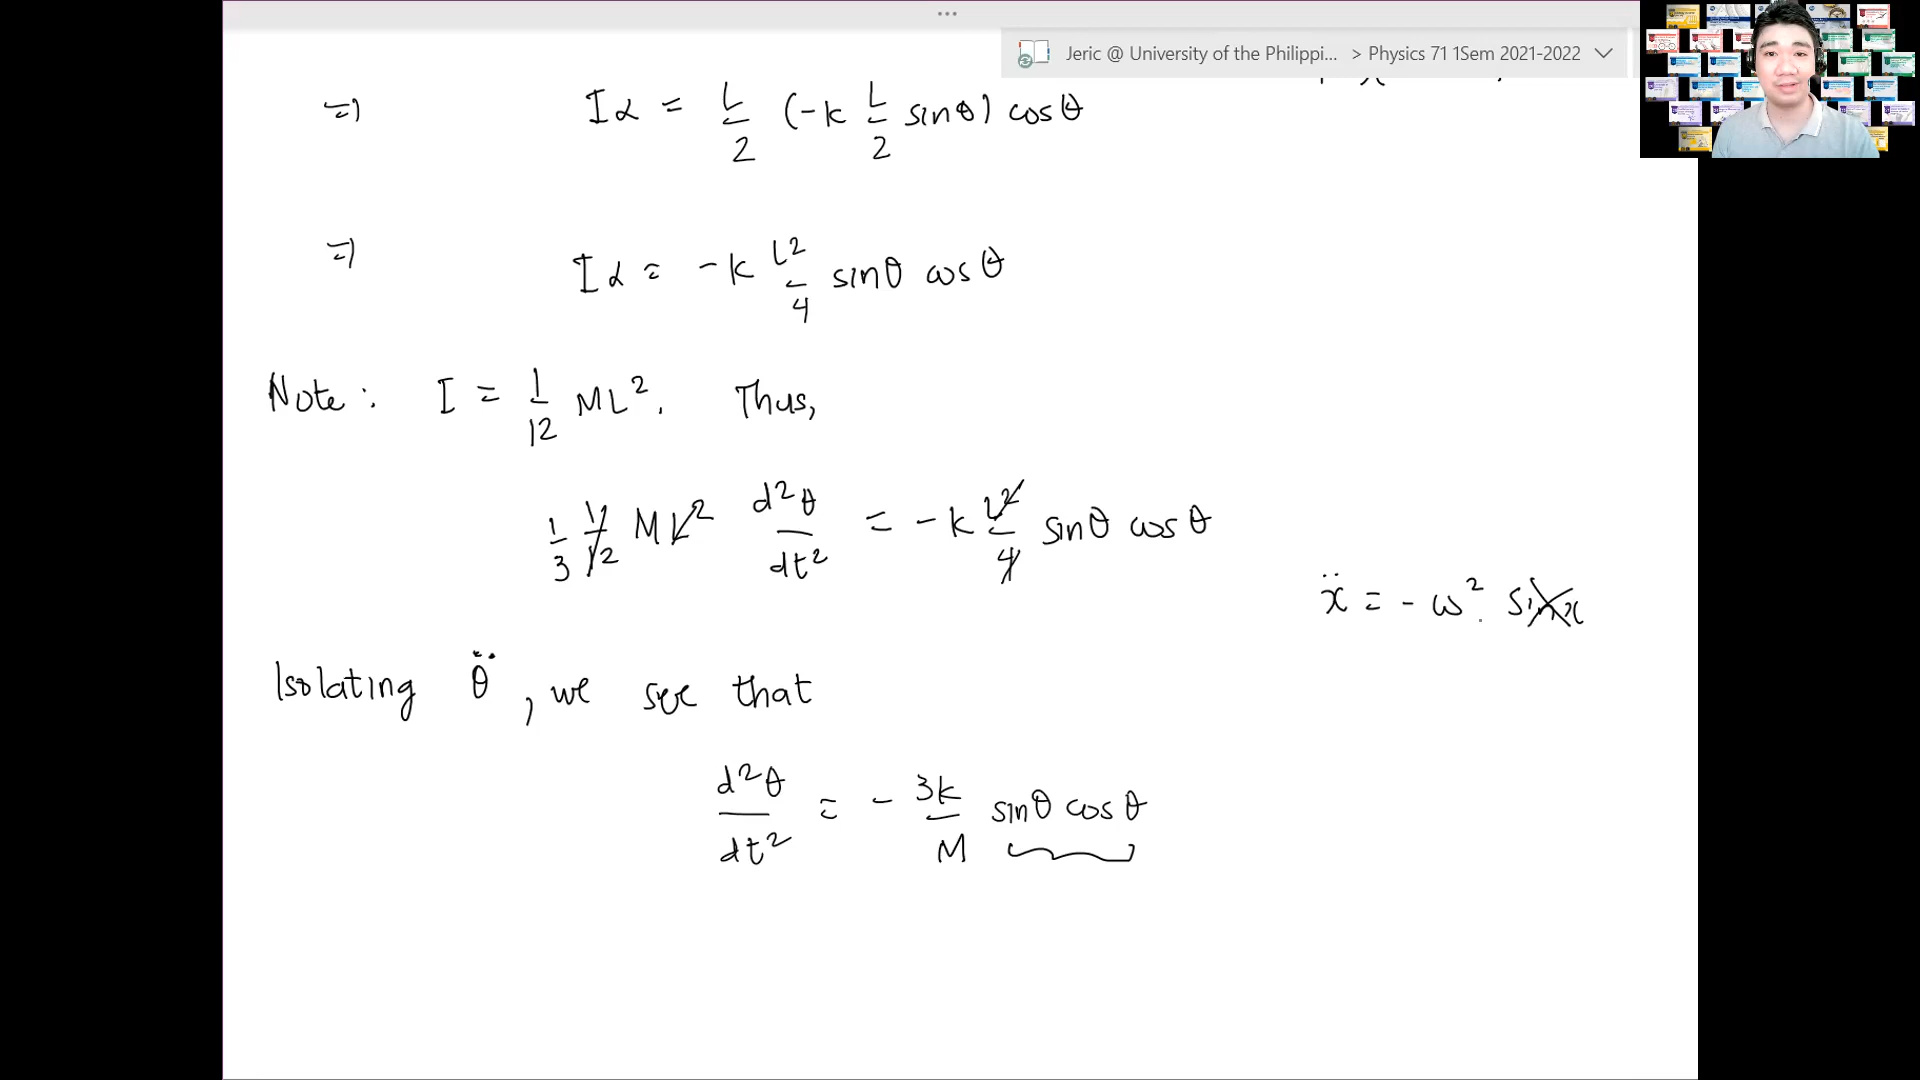 ...
Jeric @ University of the Philippi... > Physics 71 1Sem 2021-2022
=) Iα = L/2 (-k L/2 sinθ) cosθ
=) Iα = -k L²/4 sinθ cosθ
Note: I = 1/12 ML². Thus,
1/3 1/12 ML² d²θ/dt² = -k L²/4 sinθ cosθ
ẍ = -ω² sin x
Isolating θ̈, we see that
d²θ/dt² = - 3k/M sinθ cosθ